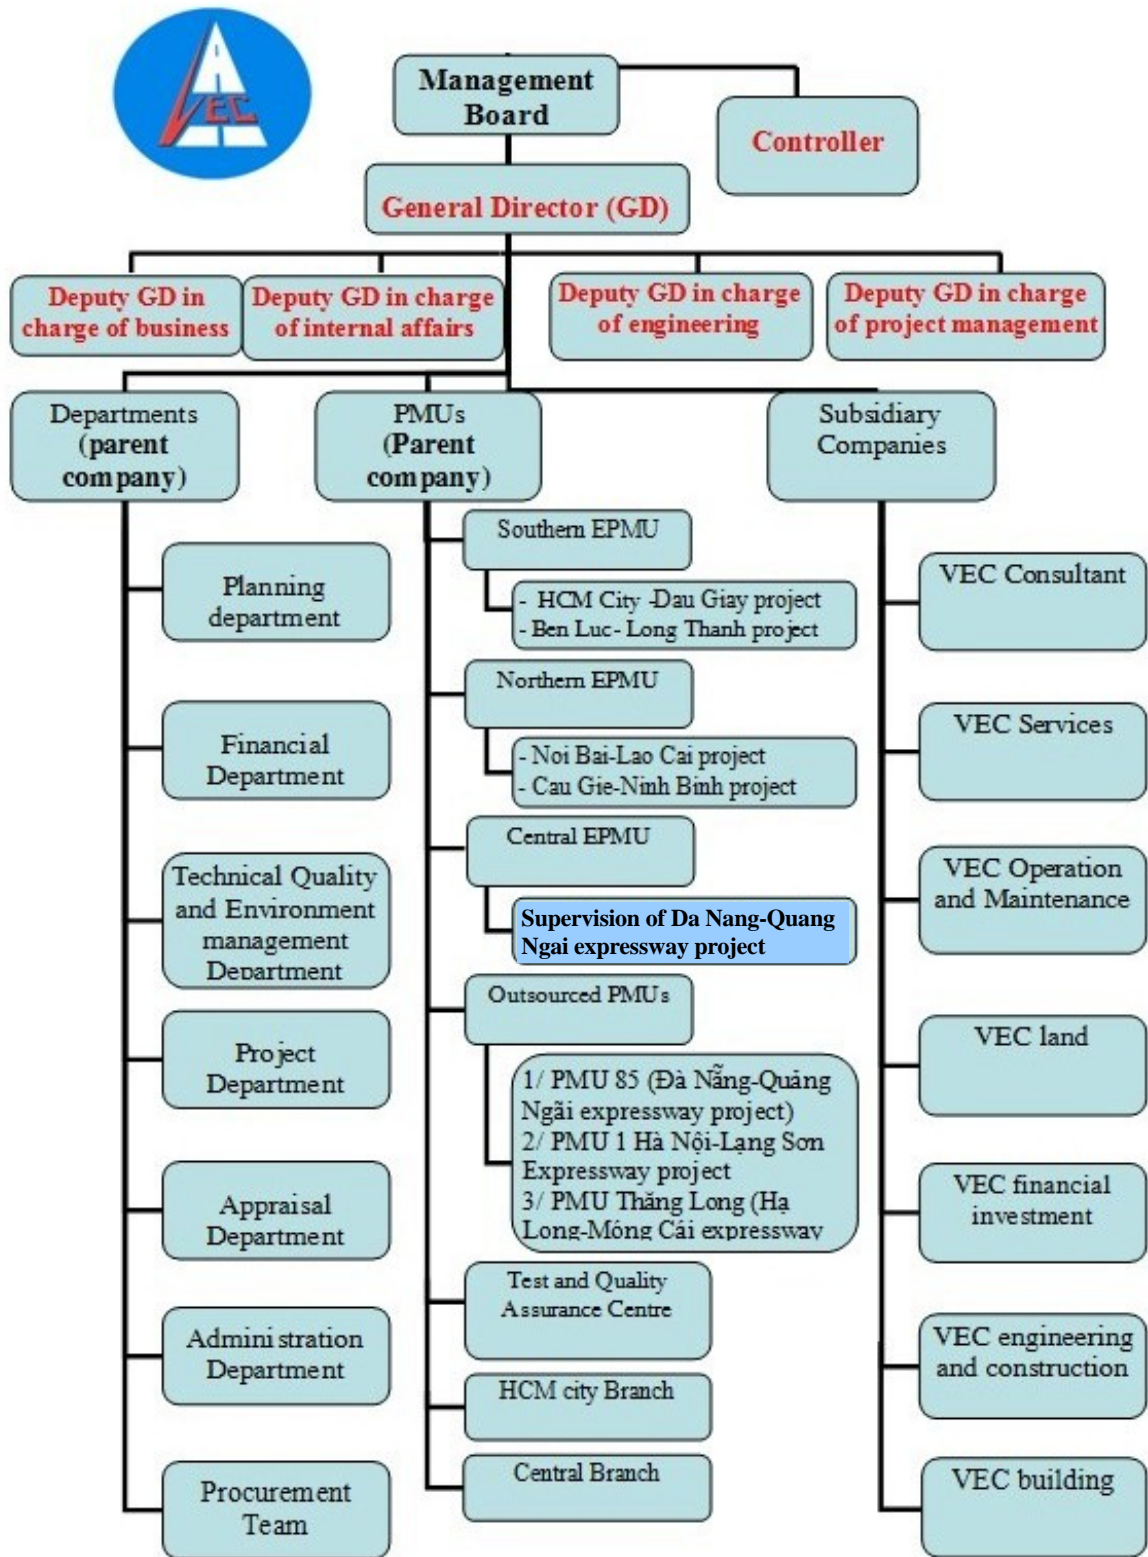 VEC
Management
Board
Controller
General Director (GD)
Deputy GD in
charge of business
Deputy GD in charge
of internal affairs
Deputy GD in charge
of engineering
Deputy GD in charge
of project management
Departments
(parent
company)
PMUs
(Parent
company)
Subsidiary
Companies
Planning
department
Financial
Department
Technical Quality
and Environment
management
Department
Project
Department
Appraisal
Department
Administration
Department
Procurement
Team
Southern EPMU
- HCM City -Dau Giay project
- Ben Luc- Long Thanh project
Northern EPMU
- Noi Bai-Lao Cai project
- Cau Gie-Ninh Binh project
Central EPMU
Supervision of Da Nang-Quang
Ngai expressway project
Outsourced PMUs
1/ PMU 85 (Đà Nẵng-Quảng
Ngãi expressway project)
2/ PMU 1 Hà Nội-Lạng Sơn
Expressway project
3/ PMU Thăng Long (Hạ
Long-Móng Cái expressway
Test and Quality
Assurance Centre
HCM city Branch
Central Branch
VEC Consultant
VEC Services
VEC Operation
and Maintenance
VEC land
VEC financial
investment
VEC engineering
and construction
VEC building